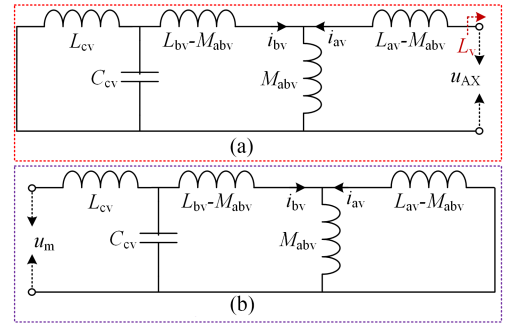 L_cv L_bv-M_abv i_bv i_av L_av-M_abv L_v
C_cv M_abv u_AX
(a)
L_cv L_bv-M_abv i_bv i_av L_av-M_abv
u_m C_cv M_abv
(b)